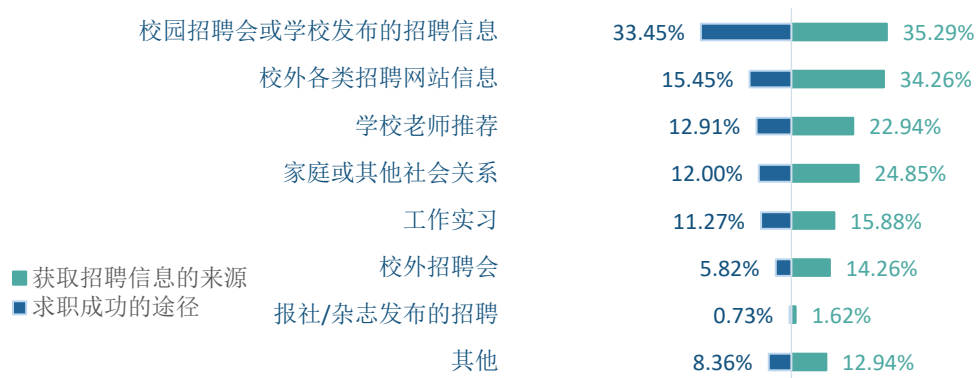 校园招聘会或学校发布的招聘信息 33.45% 35.29%
校外各类招聘网站信息 15.45% 34.26%
学校老师推荐 12.91% 22.94%
家庭或其他社会关系 12.00% 24.85%
工作实习 11.27% 15.88%
校外招聘会 5.82% 14.26%
报社/杂志发布的招聘 0.73% 1.62%
其他 8.36% 12.94%
获取招聘信息的来源
求职成功的途径